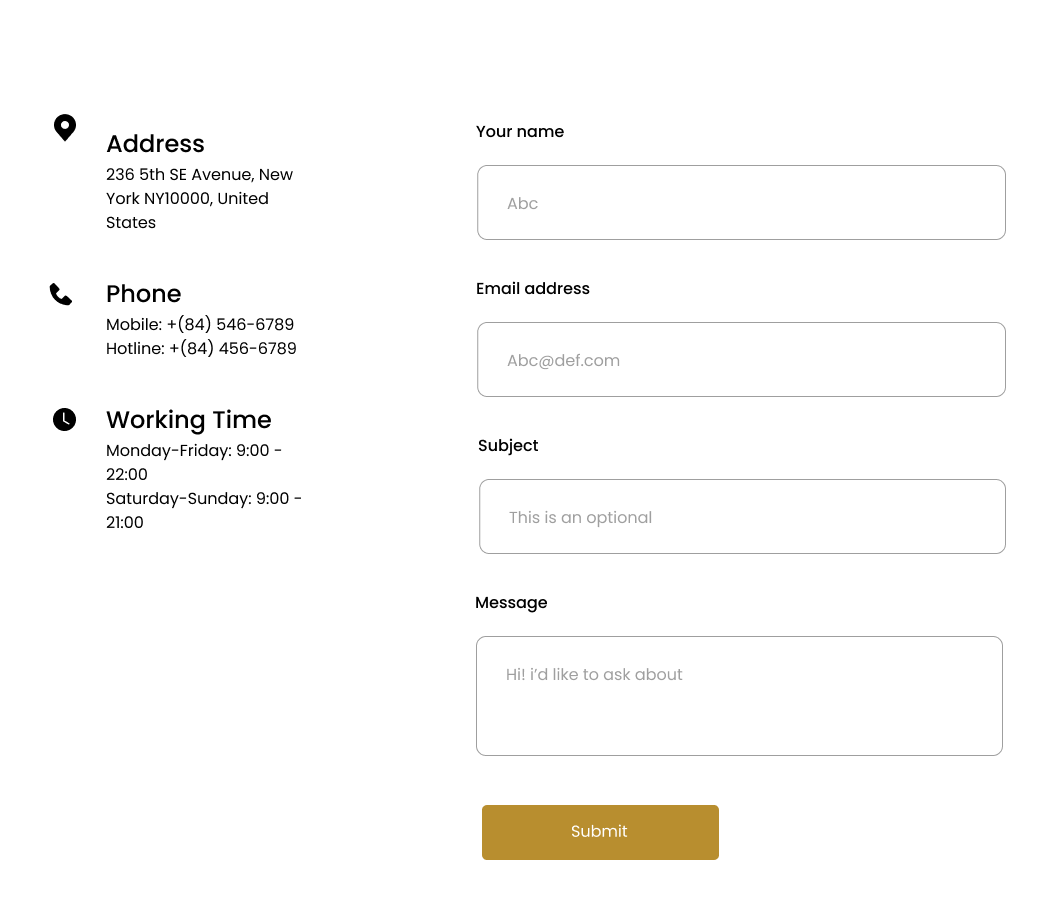 Address
236 5th SE Avenue, New
York NY10000, United
States
Phone
Mobile: +(84) 546-6789
Hotline: +(84) 456-6789
Working Time
Monday-Friday: 9:00 -
22:00
Saturday-Sunday: 9:00 -
21:00
Your name
Abc
Email address
Abc@def.com
Subject
This is an optional
Message
Hi! i’d like to ask about
Submit